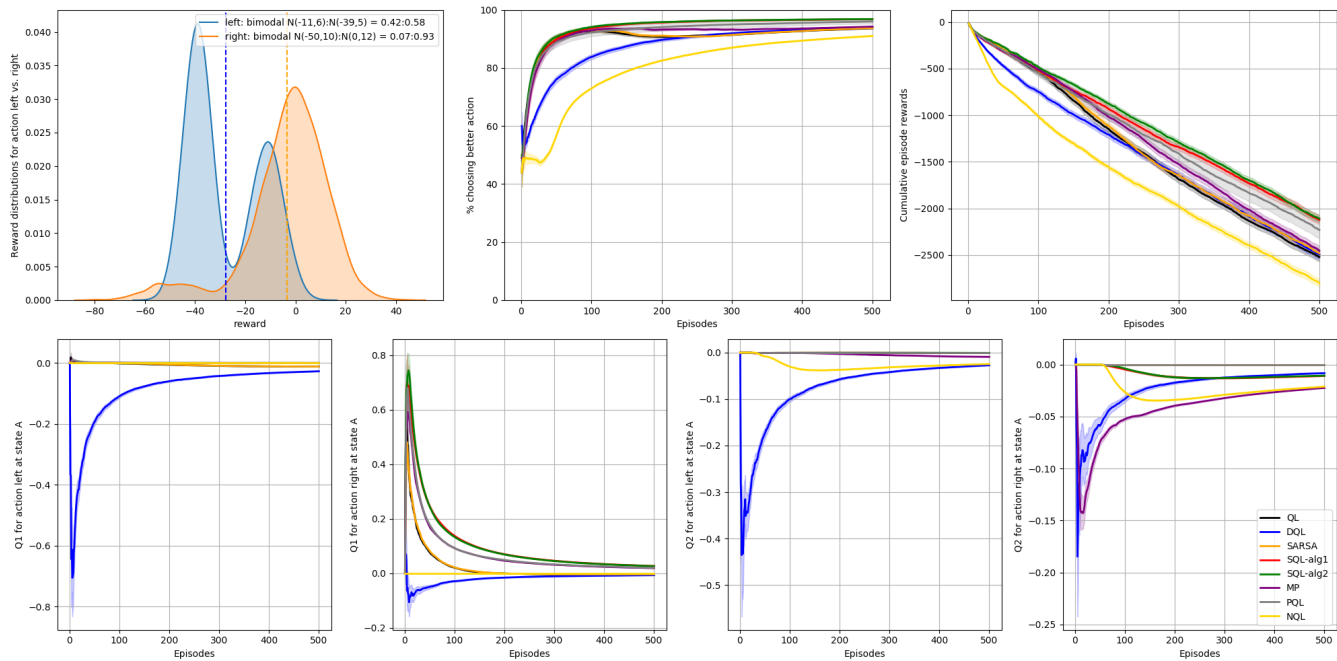 left: bimodal N(-11,6):N(-39,5) = 0.42:0.58
right: bimodal N(-50,10):N(0,12) = 0.07:0.93
Reward distributions for action left vs. right
0.040
0.035
0.030
0.025
0.020
0.015
0.010
0.005
0.000
−80 −60 −40 −20 0 20 40
reward
% choosing better action
100
80
60
40
20
0
0 100 200 300 400 500
Episodes
Cumulative episode rewards
0
−500
−1000
−1500
−2000
−2500
0 100 200 300 400 500
Episodes
Q1 for action left at state A
0.0
−0.2
−0.4
−0.6
−0.8
0 100 200 300 400 500
Episodes
Q1 for action right at state A
0.8
0.6
0.4
0.2
0.0
−0.2
0 100 200 300 400 500
Episodes
Q2 for action left at state A
0.0
−0.1
−0.2
−0.3
−0.4
−0.5
0 100 200 300 400 500
Episodes
Q2 for action right at state A
0.00
−0.05
−0.10
−0.15
−0.20
−0.25
0 100 200 300 400 500
Episodes
QL
DQL
SARSA
SQL-alg1
SQL-alg2
MP
PQL
NQL